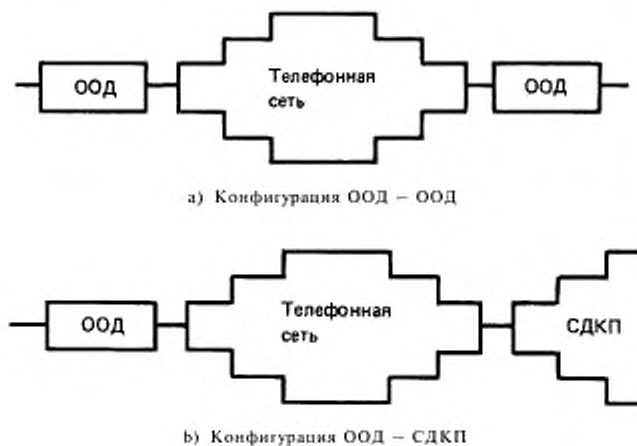 ООД
Телефонная
сеть
ООД
а) Конфигурация ООД — ООД
ООД
Телефонная
сеть
СДКП
b) Конфигурация ООД — СДКП